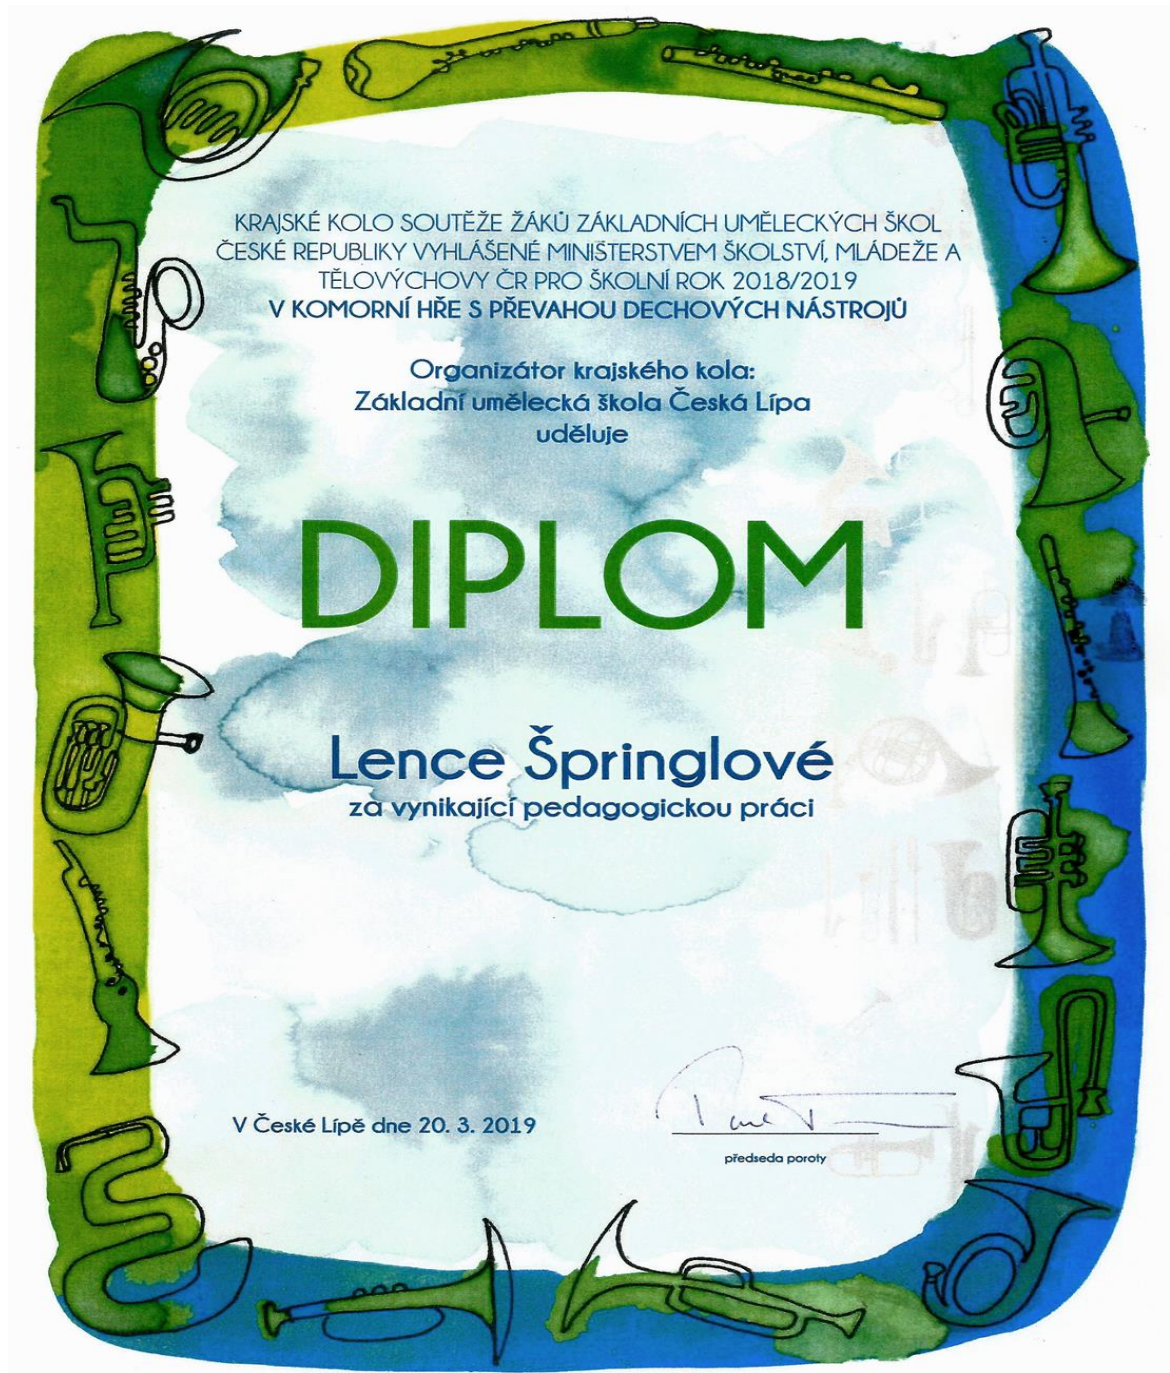 KRAJSKÉ KOLO SOUTĚŽE ŽÁKŮ ZÁKLADNÍCH UMĚLECKÝCH ŠKOL
ČESKÉ REPUBLIKY VYHLÁŠENÉ MINISTERSTVEM ŠKOLSTVÍ, MLÁDEŽE A
TĚLOVÝCHOVY ČR PRO ŠKOLNÍ ROK 2018/2019
V KOMORNÍ HŘE S PŘEVAHOU DECHOVÝCH NÁSTROJŮ
Organizátor krajského kola:
Základní umělecká škola Česká Lípa
uděluje
DIPLOM
Lence Špringlové
za vynikající pedagogickou práci
V České Lípě dne 20. 3. 2019
předseda poroty